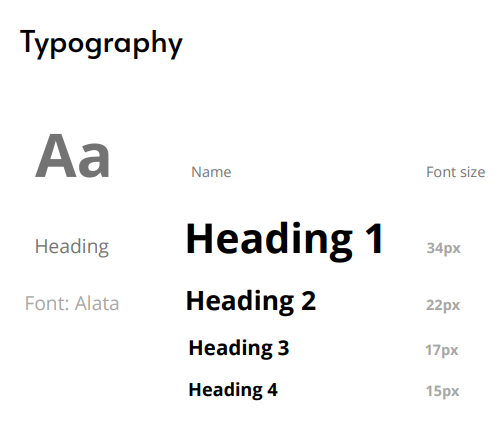 Typography
Aa
Name Font size
Heading Heading 1 34px
Font: Alata Heading 2 22px
Heading 3 17px
Heading 4 15px